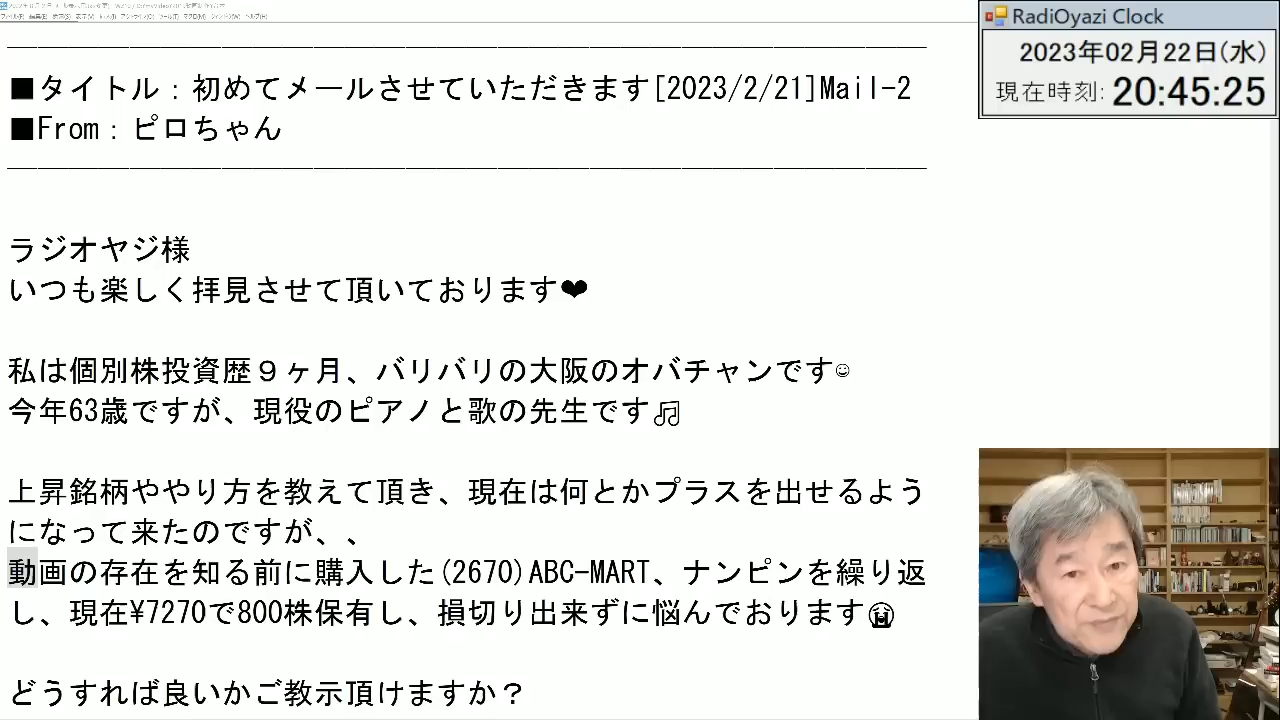 RadiOyazi Clock
2023年02月22日(水)
現在時刻: 20:45:25
■タイトル：初めてメールさせていただきます[2023/2/21]Mail-2
■From：ピロちゃん
ラジオヤジ様
いつも楽しく拝見させて頂いております❤
私は個別株投資歴９ヶ月、バリバリの大阪のオバチャンです☺
今年63歳ですが、現役のピアノと歌の先生です🎵
上昇銘柄ややり方を教えて頂き、現在は何とかプラスを出せるよう
になって来たのですが、、
動画の存在を知る前に購入した(2670)ABC-MART、ナンピンを繰り返
し、現在¥7270で800株保有し、損切り出来ずに悩んでおります😭
どうすれば良いかご教示頂けますか？